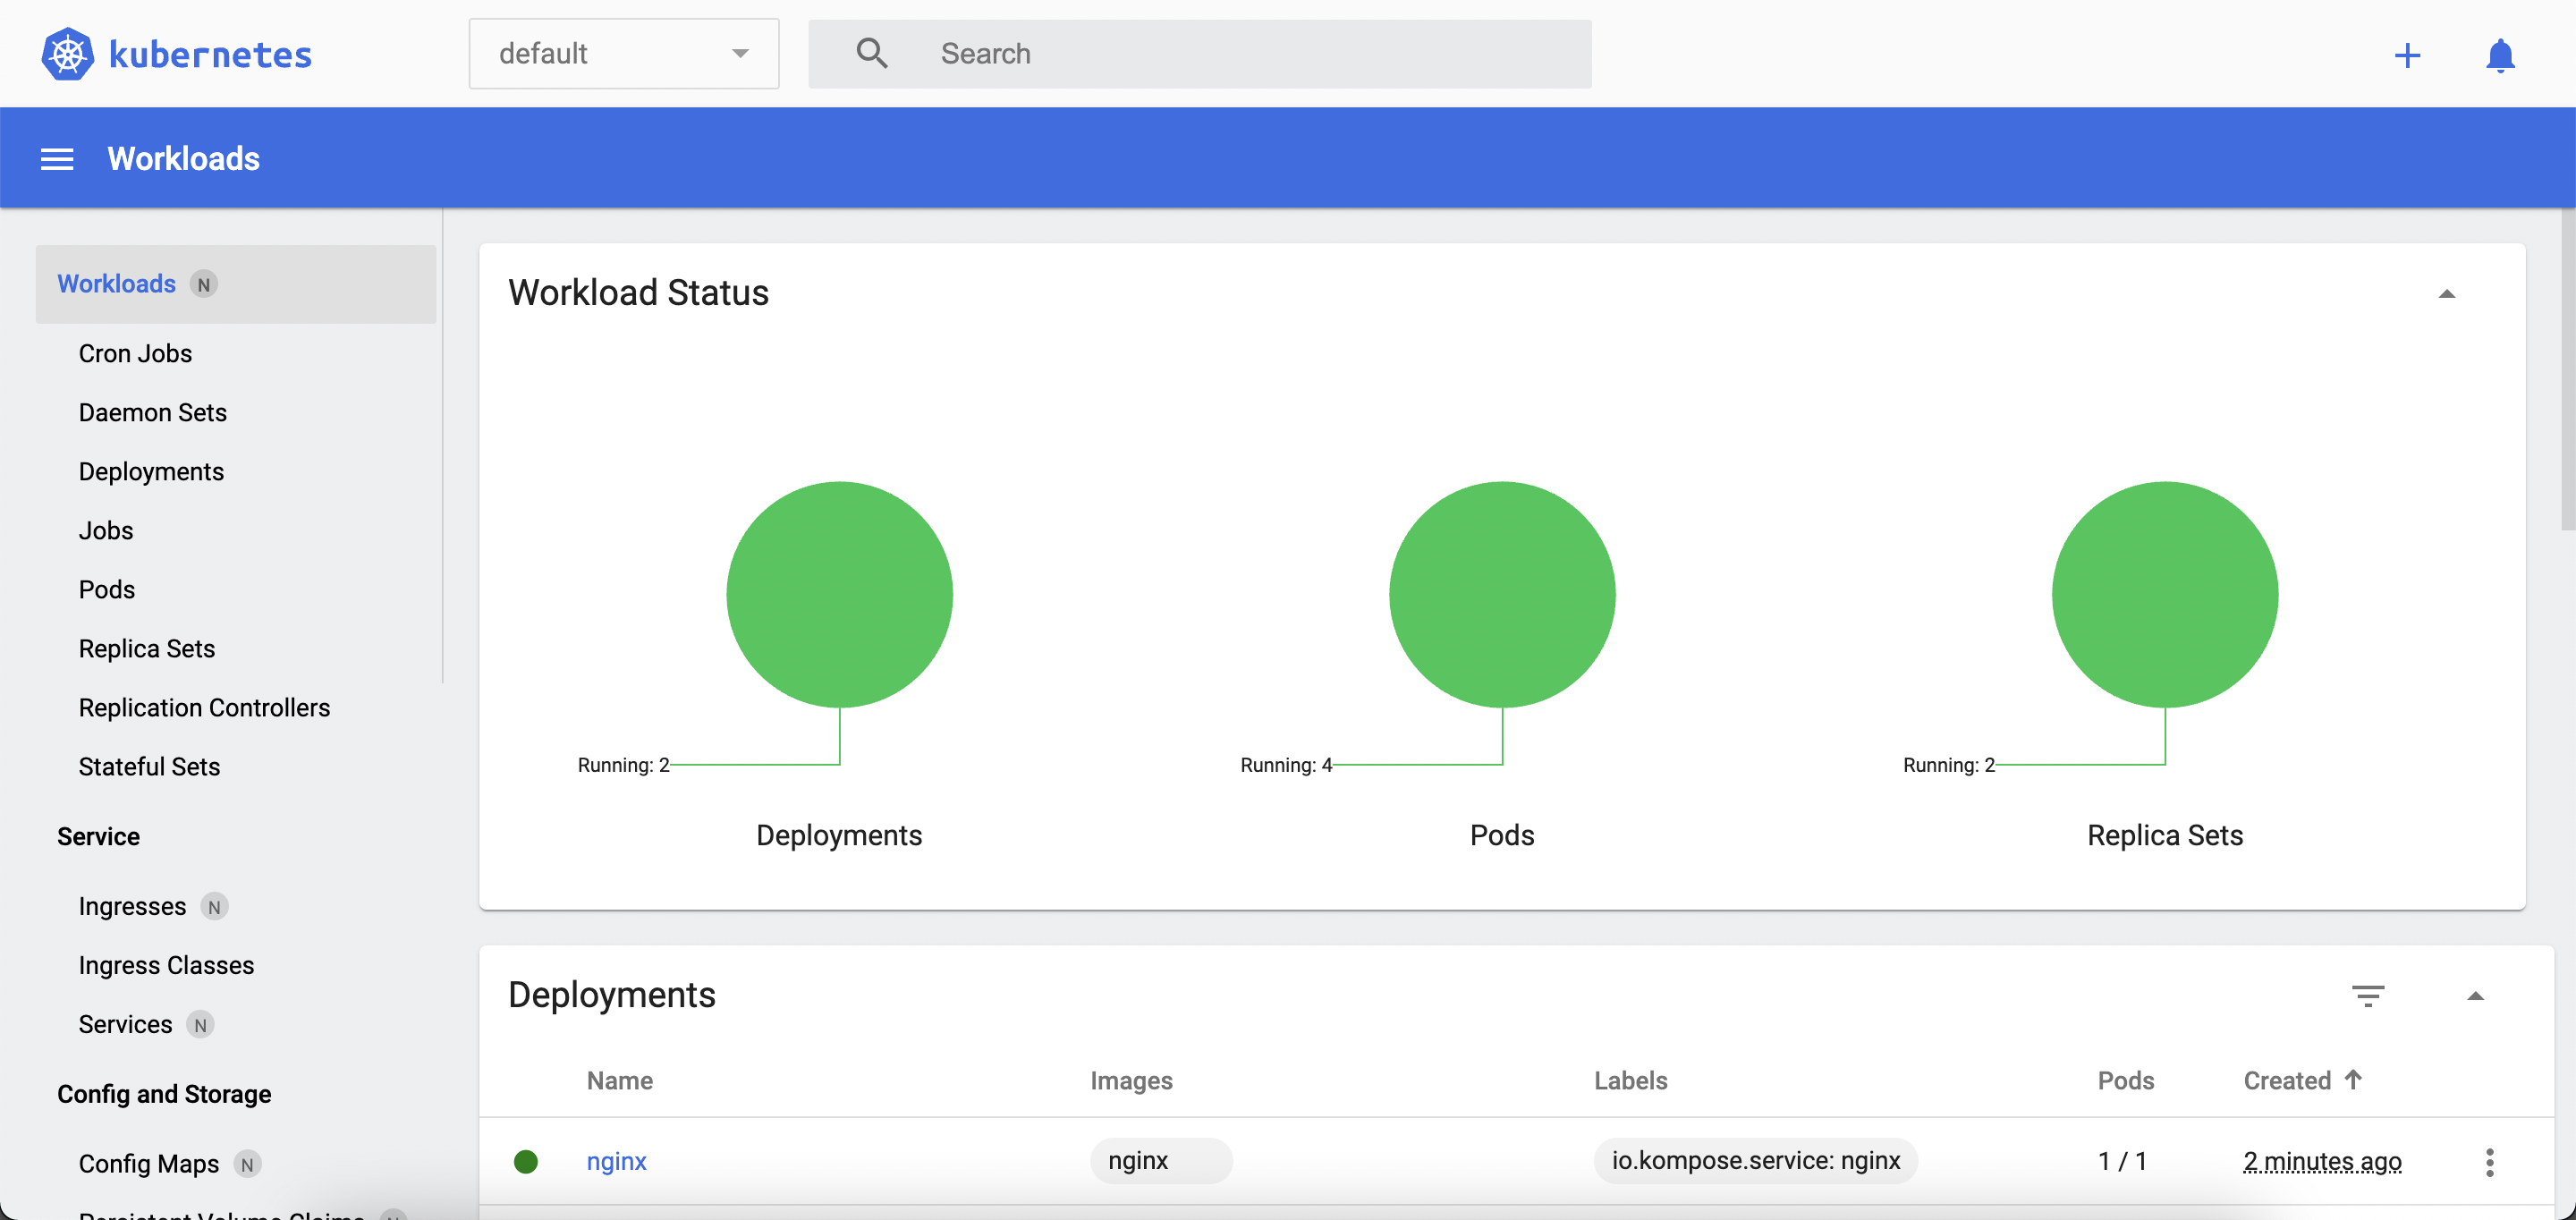 kubernetes
default
Search
Workloads
Workloads N
Cron Jobs
Daemon Sets
Deployments
Jobs
Pods
Replica Sets
Replication Controllers
Stateful Sets
Service
Ingresses N
Ingress Classes
Services N
Config and Storage
Config Maps N
Persistent Volume Claims N
Workload Status
Running: 2
Deployments
Running: 4
Pods
Running: 2
Replica Sets
Deployments
Name Images Labels Pods Created
nginx nginx io.kompose.service: nginx 1 / 1 2 minutes ago